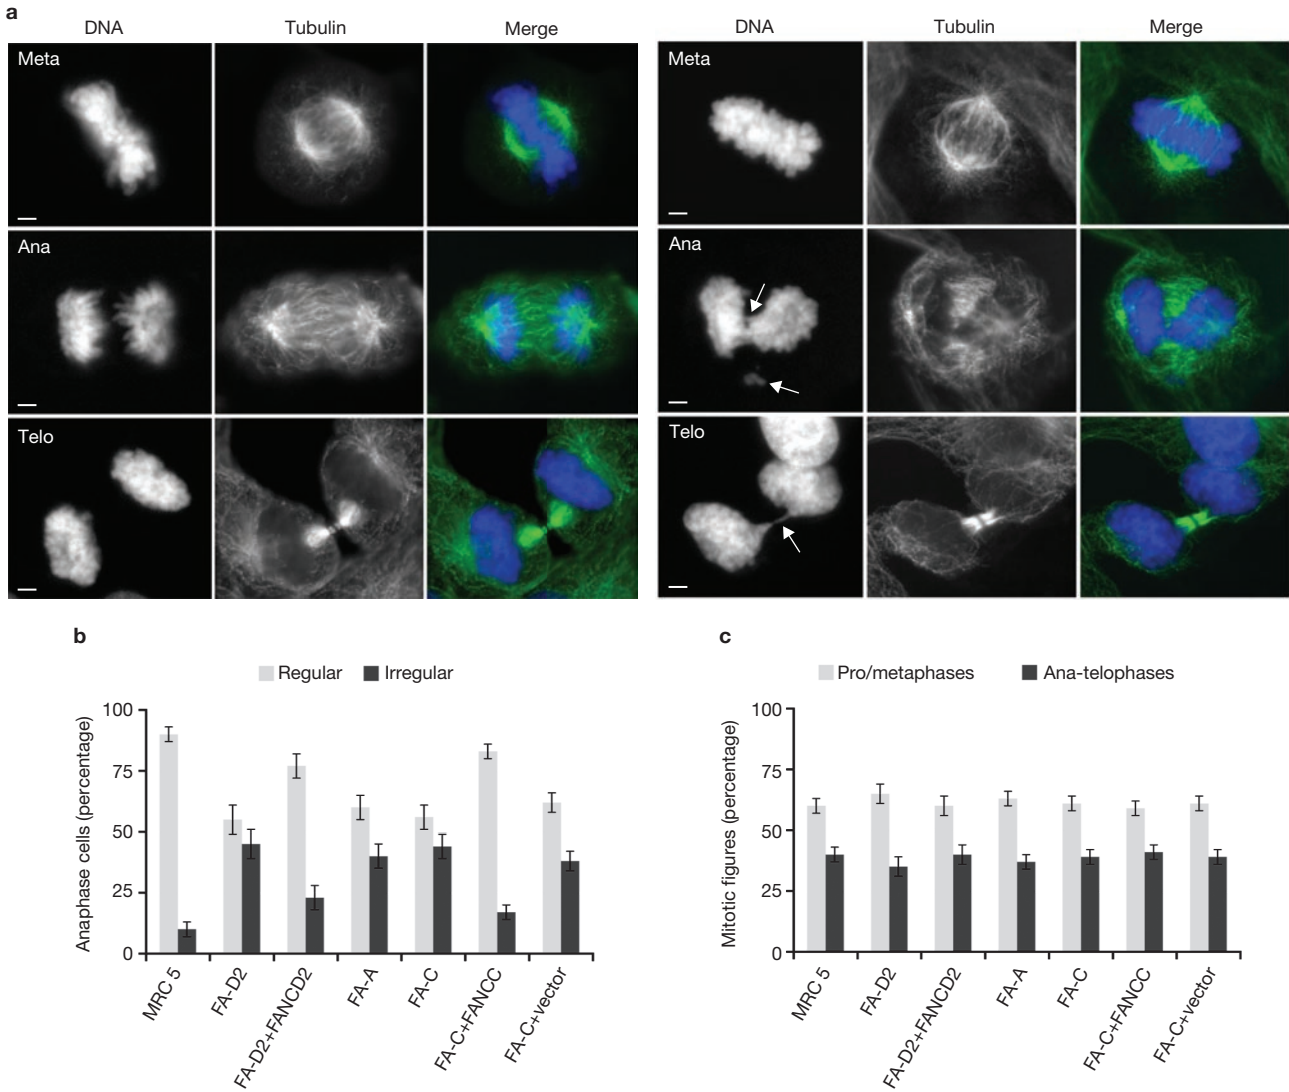 a
DNA Tubulin Merge DNA Tubulin Merge
Meta Meta
Ana Ana
Telo Telo
b
Regular Irregular
Anaphase cells (percentage)
100
75
50
25
0
MRC 5 FA-D2 FA-D2+FANCD2 FA-A FA-C FA-C+FANCC FA-C+vector
c
Pro/metaphases Ana-telophases
Mitotic figures (percentage)
100
75
50
25
0
MRC 5 FA-D2 FA-D2+FANCD2 FA-A FA-C FA-C+FANCC FA-C+vector